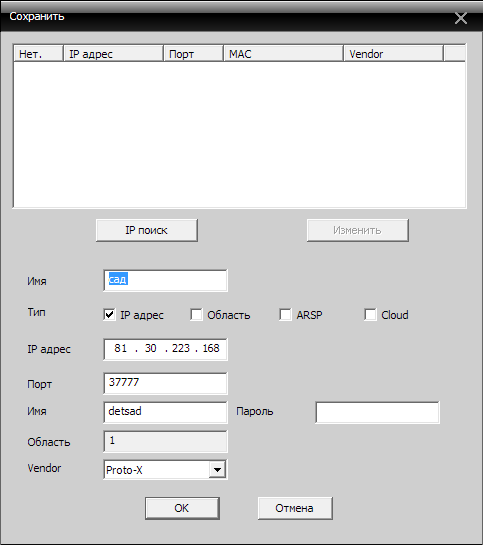 Сохранить
Нет. IP адрес Порт MAC Vendor
IP поиск Изменить
Имя сад
Тип IP адрес Область ARSP Cloud
IP адрес 81 . 30 . 223 . 168
Порт 37777
Имя detsad Пароль
Область 1
Vendor Proto-X
OK Отмена